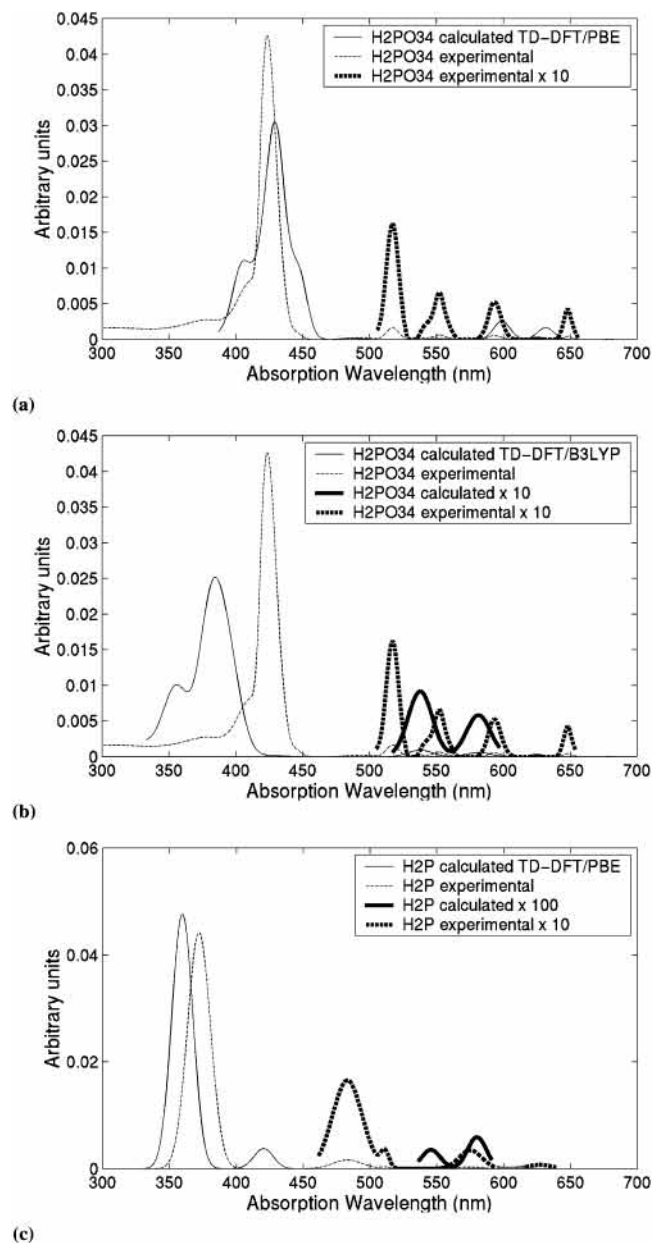 0.045
0.04
0.035
0.03
0.025
0.02
0.015
0.01
0.005
0
Arbitrary units
H2PO34 calculated TD-DFT/PBE
H2PO34 experimental
H2PO34 experimental x 10
300 350 400 450 500 550 600 650 700
Absorption Wavelength (nm)
(a)
0.045
0.04
0.035
0.03
0.025
0.02
0.015
0.01
0.005
0
Arbitrary units
H2PO34 calculated TD-DFT/B3LYP
H2PO34 experimental
H2PO34 calculated x 10
H2PO34 experimental x 10
300 350 400 450 500 550 600 650 700
Absorption Wavelength (nm)
(b)
0.06
0.04
0.02
0
Arbitrary units
H2P calculated TD-DFT/PBE
H2P experimental
H2P calculated x 100
H2P experimental x 10
300 350 400 450 500 550 600 650 700
Absorption Wavelength (nm)
(c)